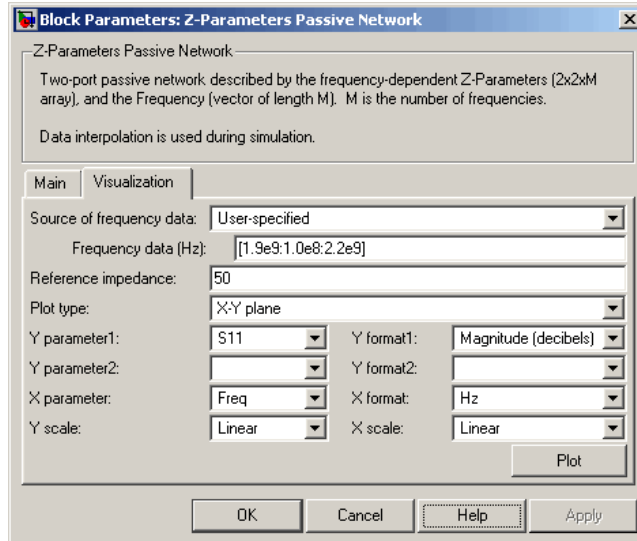 Block Parameters: Z-Parameters Passive Network
Z-Parameters Passive Network
Two-port passive network described by the frequency-dependent Z-Parameters (2x2xM
array), and the Frequency (vector of length M). M is the number of frequencies.
Data interpolation is used during simulation.
Main Visualization
Source of frequency data: User-specified
Frequency data (Hz): [1.9e9:1.0e8:2.2e9]
Reference impedance: 50
Plot type: X-Y plane
Y parameter1: S11 Y format1: Magnitude (decibels)
Y parameter2: Y format2:
X parameter: Freq X format: Hz
Y scale: Linear X scale: Linear
Plot
OK Cancel Help Apply